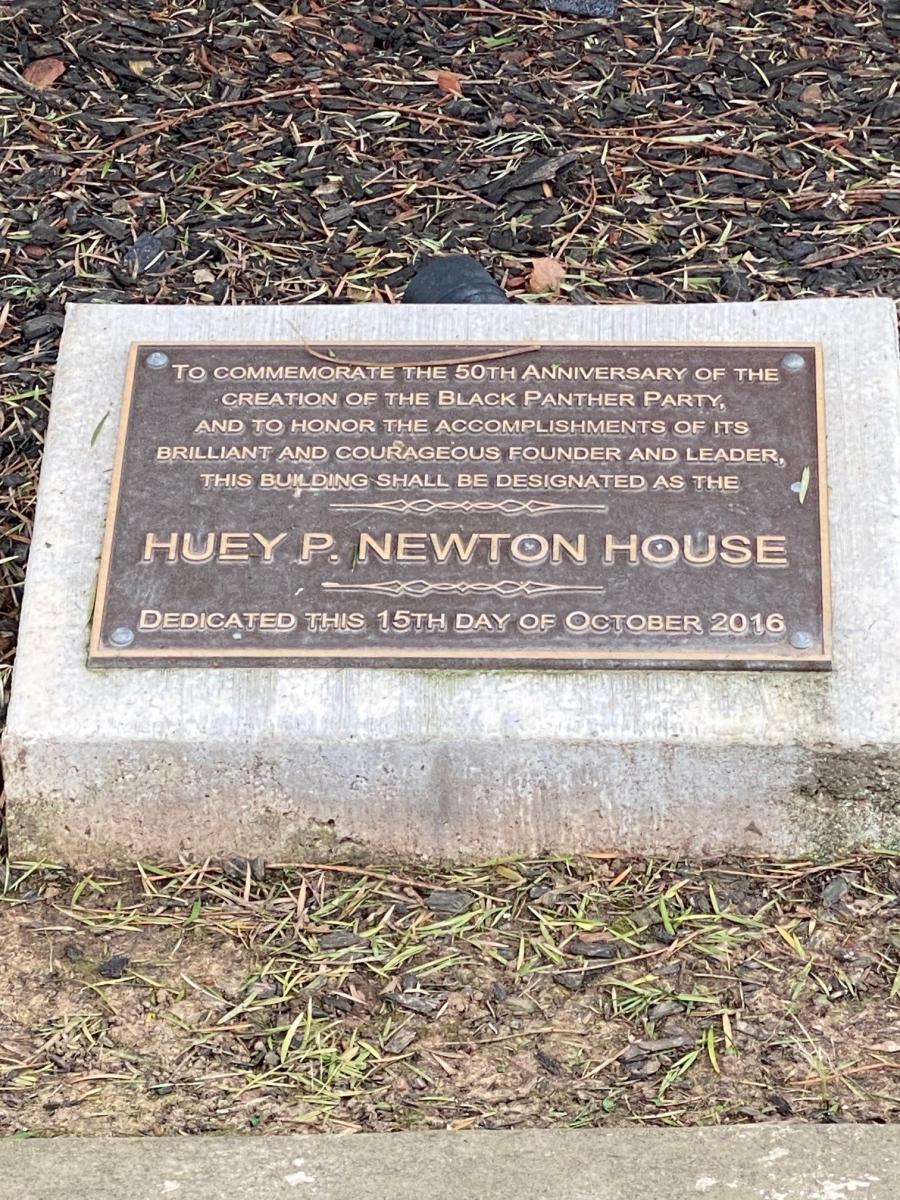 To commemorate the 50th Anniversary of the
creation of the Black Panther Party,
and to honor the accomplishments of its
brilliant and courageous founder and leader,
this building shall be designated as the
HUEY P. NEWTON HOUSE
Dedicated this 15th day of October 2016